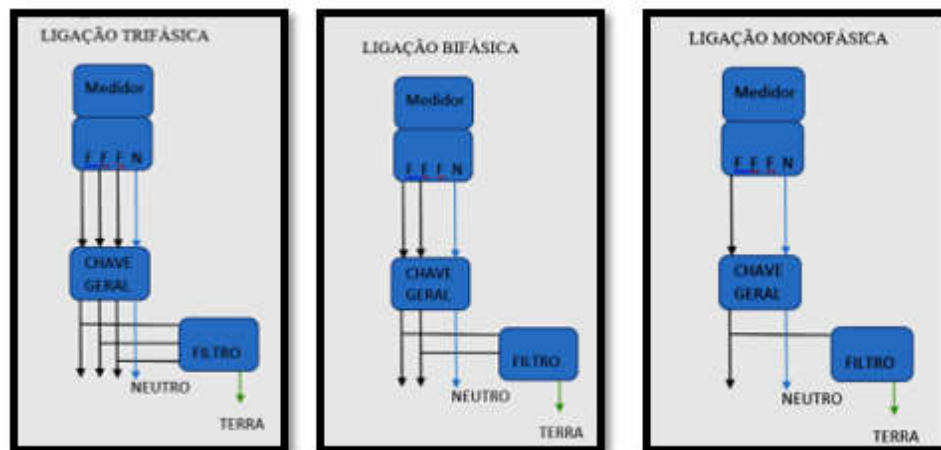 LIGAÇÃO TRIFÁSICA
Medidor
F F F N
CHAVE
GERAL
FILTRO
NEUTRO
TERRA
LIGAÇÃO BIFÁSICA
Medidor
F F F N
CHAVE
GERAL
FILTRO
NEUTRO
TERRA
LIGAÇÃO MONOFÁSICA
Medidor
F F F N
CHAVE
GERAL
FILTRO
NEUTRO
TERRA